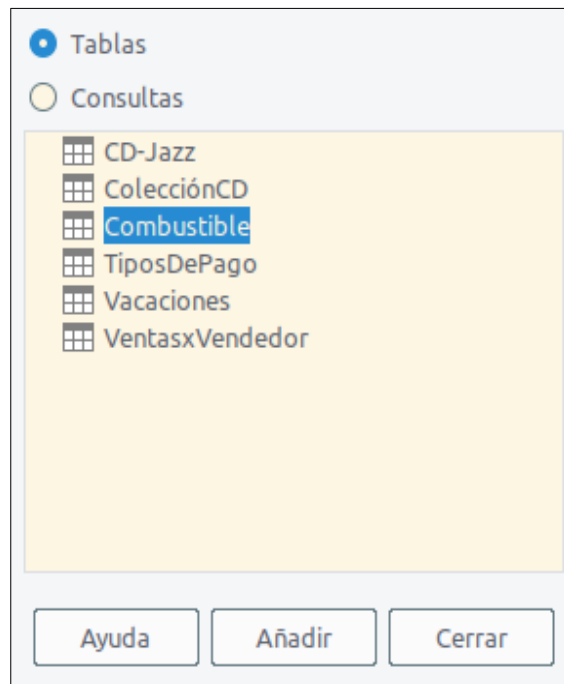 Tablas
Consultas
CD-Jazz
ColecciónCD
Combustible
TiposDePago
Vacaciones
VentasxVendedor
Ayuda Añadir Cerrar